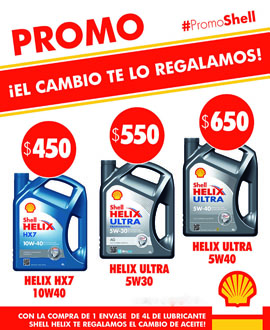 PROMO
#PromoShell
¡EL CAMBIO TE LO REGALAMOS!
$450
$550
$650
Shell
HELIX
HX7
10W-40
Shell
HELIX
ULTRA
5W-30
Shell
HELIX
ULTRA
5W-40
HELIX HX7
10W40
HELIX ULTRA
5W30
HELIX ULTRA
5W40
CON LA COMPRA DE 1 ENVASE DE 4L DE LUBRICANTE
SHELL HELIX TE REGALAMOS EL CAMBIO DE ACEITE!